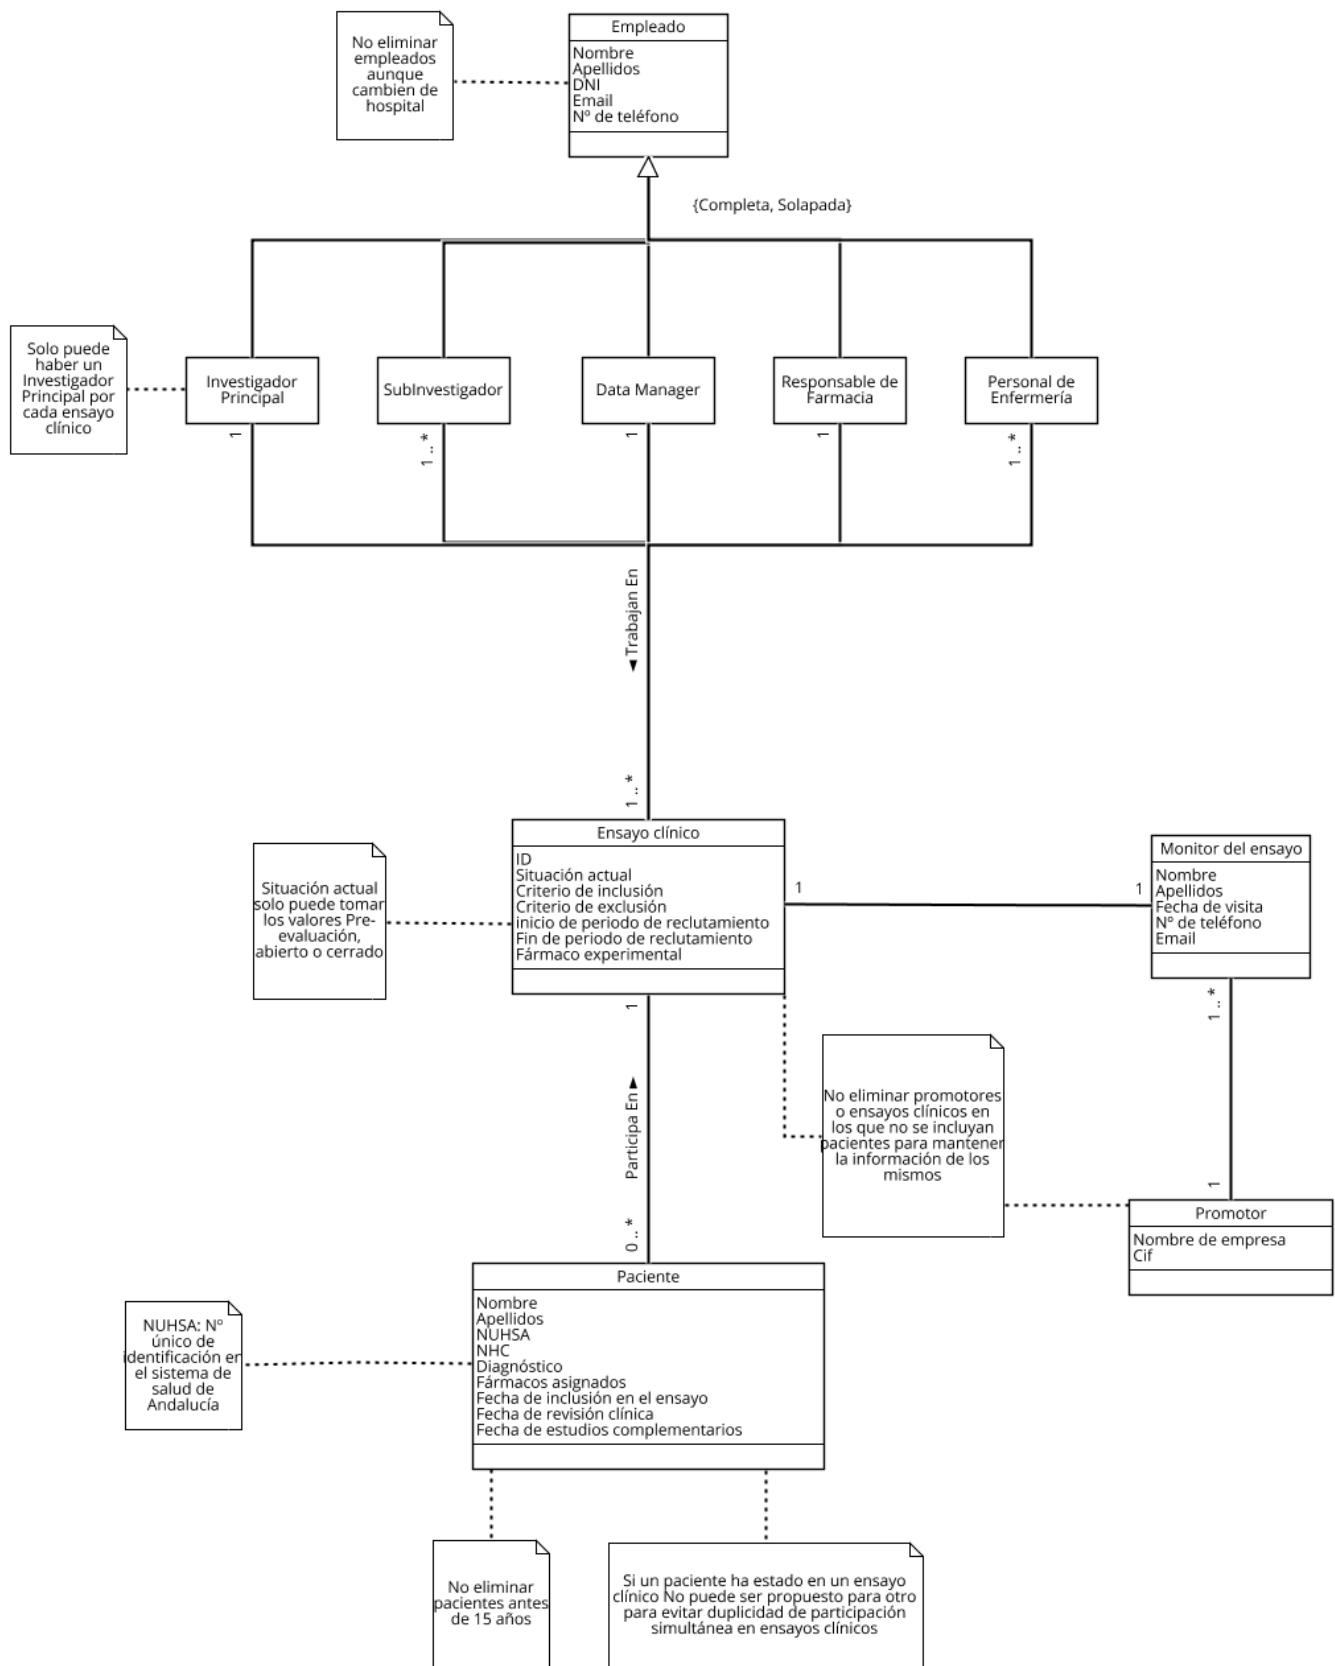 No eliminar
empleados
aunque
cambien de
hospital
Empleado
Nombre
Apellidos
DNI
Email
Nº de teléfono
{Completa, Solapada}
Solo puede
haber un
Investigador
Principal por
cada ensayo
clínico
Investigador
Principal
SubInvestigador
Data Manager
Responsable de
Farmacia
Personal de
Enfermería
1
1 .. *
1
1
1 .. *
◄ Trabajan En
1 .. *
Situación actual
solo puede tomar
los valores Pre-
evaluación,
abierto o cerrado
Ensayo clínico
ID
Situación actual
Criterio de inclusión
Criterio de exclusión
inicio de periodo de reclutamiento
Fin de periodo de reclutamiento
Fármaco experimental
1
1
Monitor del ensayo
Nombre
Apellidos
Fecha de visita
Nº de teléfono
Email
1
1 .. *
Participa En ►
No eliminar promotores
o ensayos clínicos en
los que no se incluyan
pacientes para mantener
la información de los
mismos
0 .. *
1
Promotor
Nombre de empresa
Cif
NUHSA: Nº
único de
identificación en
el sistema de
salud de
Andalucía
Paciente
Nombre
Apellidos
NUHSA
NHC
Diagnóstico
Fármacos asignados
Fecha de inclusión en el ensayo
Fecha de revisión clínica
Fecha de estudios complementarios
No eliminar
pacientes antes
de 15 años
Si un paciente ha estado en un ensayo
clínico No puede ser propuesto para otro
para evitar duplicidad de participación
simultánea en ensayos clínicos